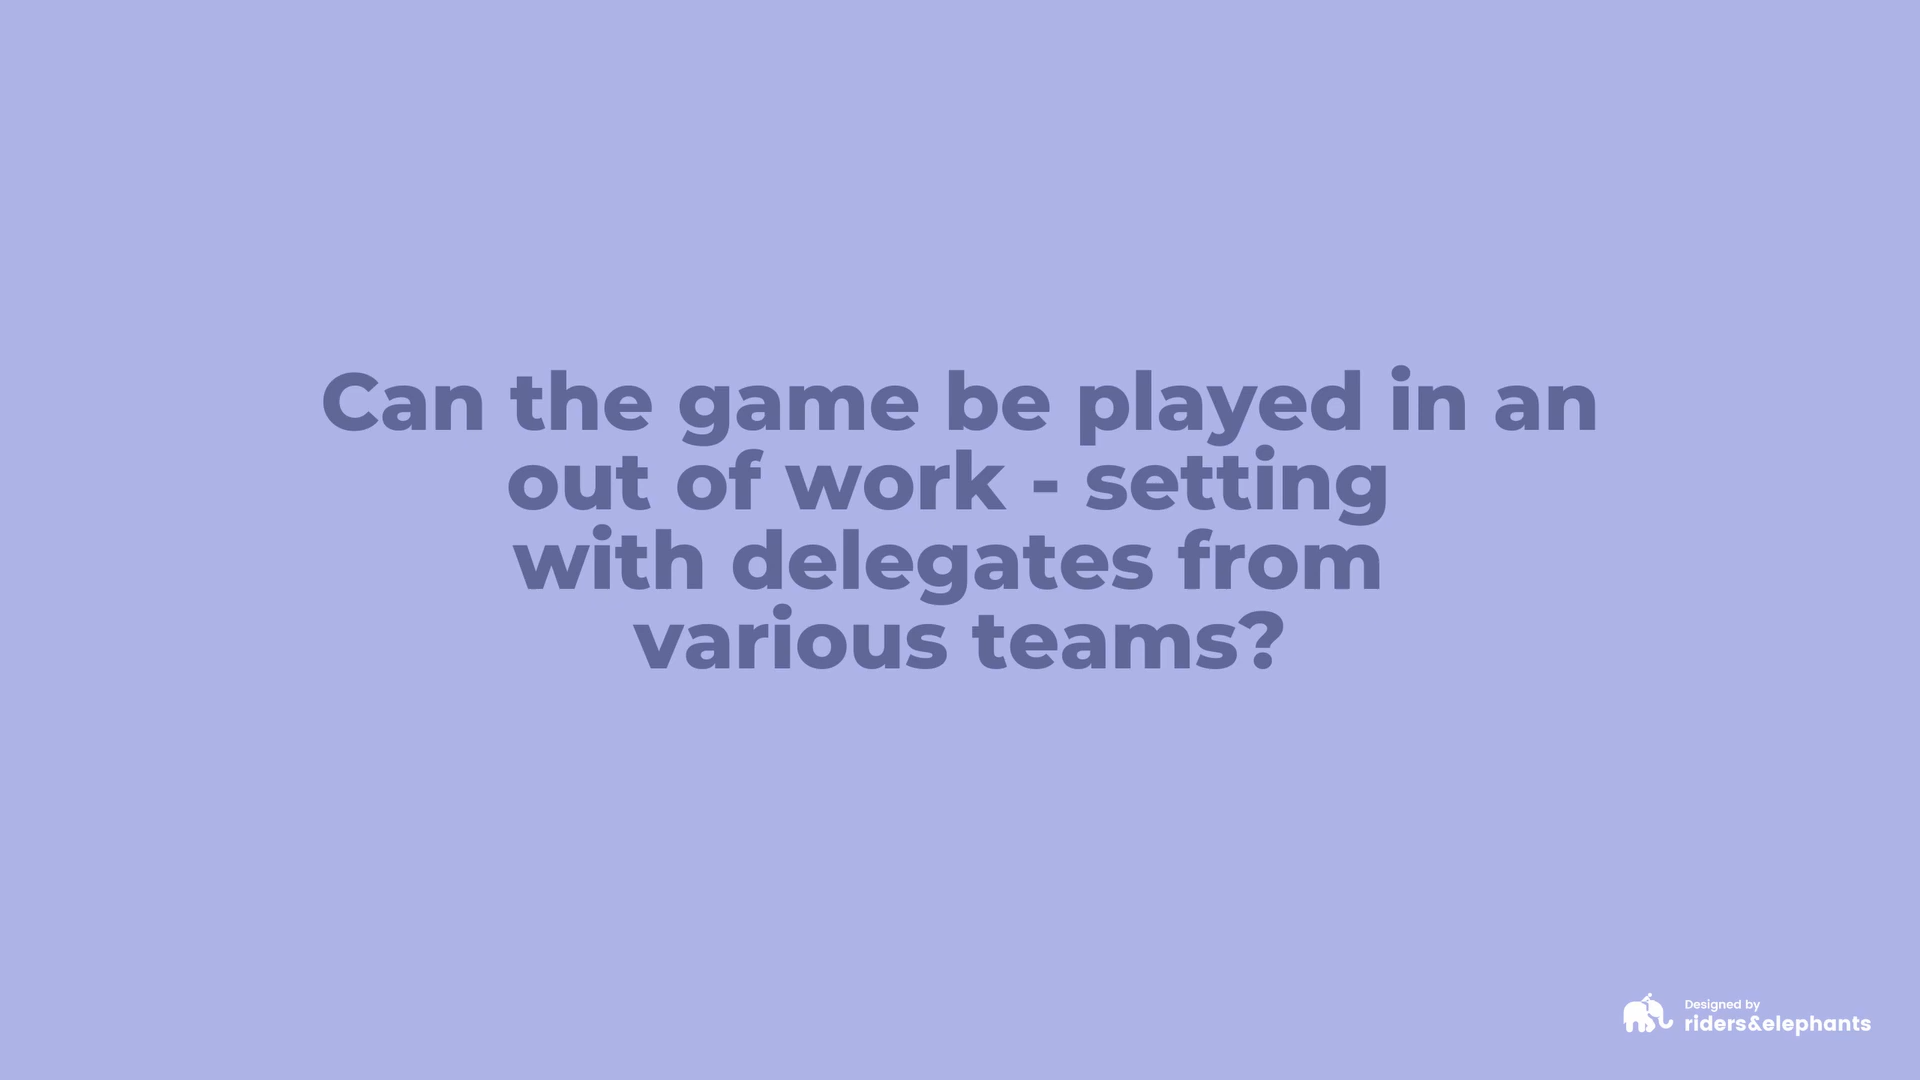 Can the game be played in an
out of work - setting
with delegates from
various teams?
Designed by
riders&elephants